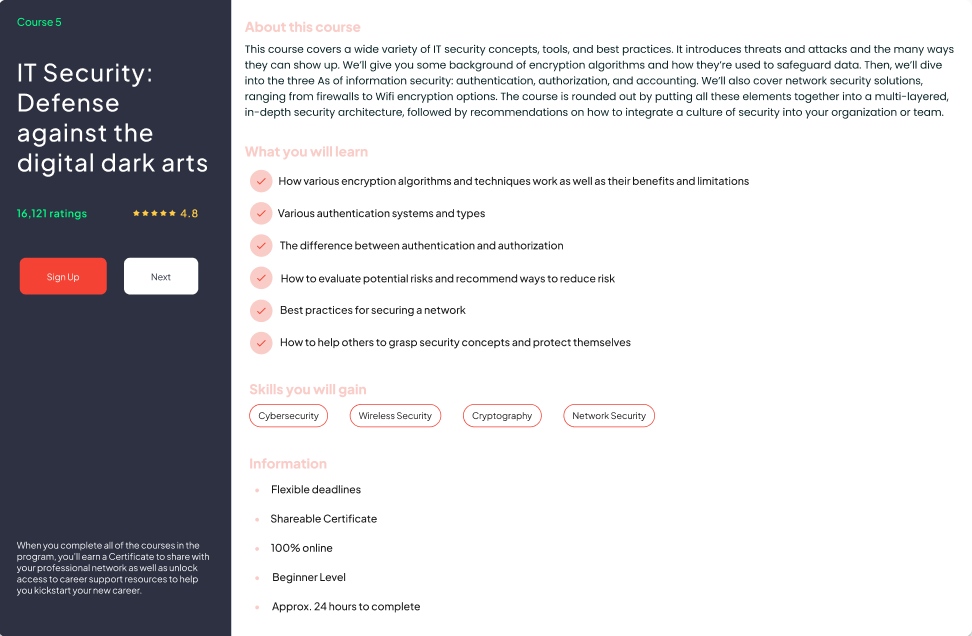 Course 5
IT Security:
Defense
against the
digital dark arts
16,121 ratings
4.8
Sign Up
Next
When you complete all of the courses in the
program, you'll earn a Certificate to share with
your professional network as well as unlock
access to career support resources to help
you kickstart your new career.
About this course
This course covers a wide variety of IT security concepts, tools, and best practices. It introduces threats and attacks and the many ways
they can show up. We'll give you some background of encryption algorithms and how they're used to safeguard data. Then, we'll dive
into the three As of information security: authentication, authorization, and accounting. We'll also cover network security solutions,
ranging from firewalls to Wifi encryption options. The course is rounded out by putting all these elements together into a multi-layered,
in-depth security architecture, followed by recommendations on how to integrate a culture of security into your organization or team.
What you will learn
How various encryption algorithms and techniques work as well as their benefits and limitations
Various authentication systems and types
The difference between authentication and authorization
How to evaluate potential risks and recommend ways to reduce risk
Best practices for securing a network
How to help others to grasp security concepts and protect themselves
Skills you will gain
Cybersecurity
Wireless Security
Cryptography
Network Security
Information
Flexible deadlines
Shareable Certificate
100% online
Beginner Level
Approx. 24 hours to complete